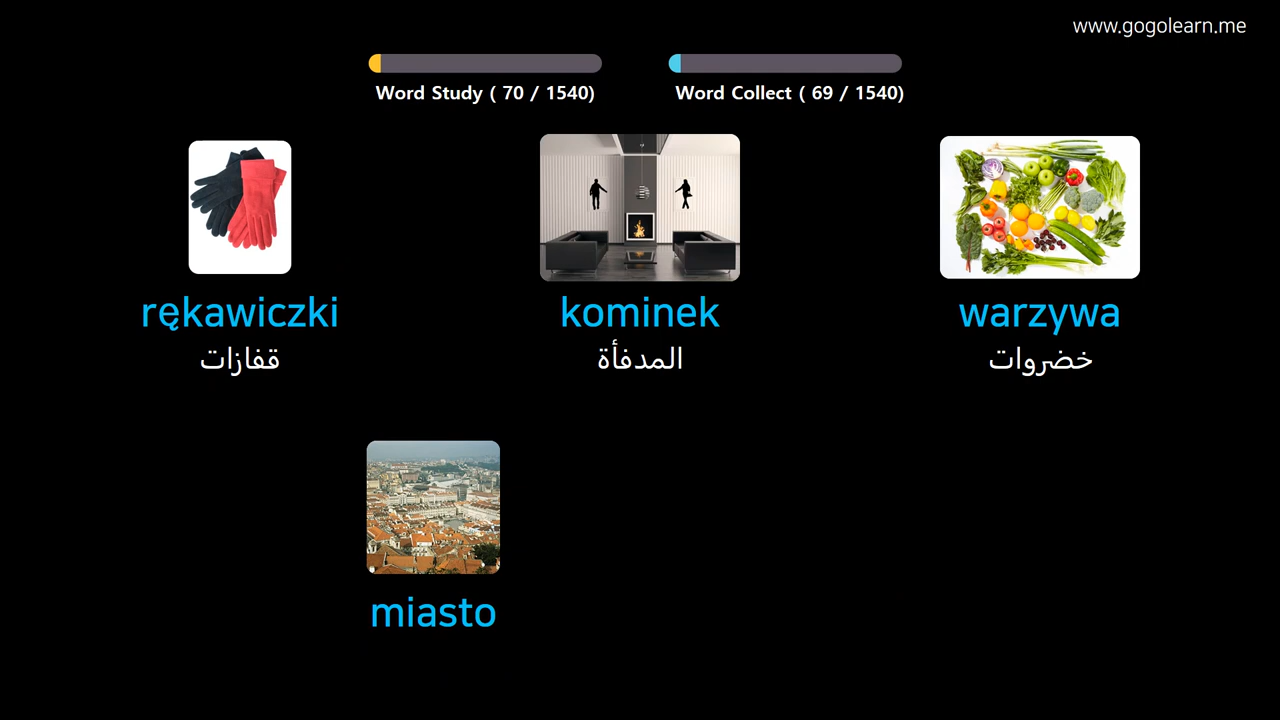 www.gogolearn.me
Word Study ( 70 / 1540)
Word Collect ( 69 / 1540)
rękawiczki
kominek
warzywa
قفازات
المدفأة
خضروات
miasto